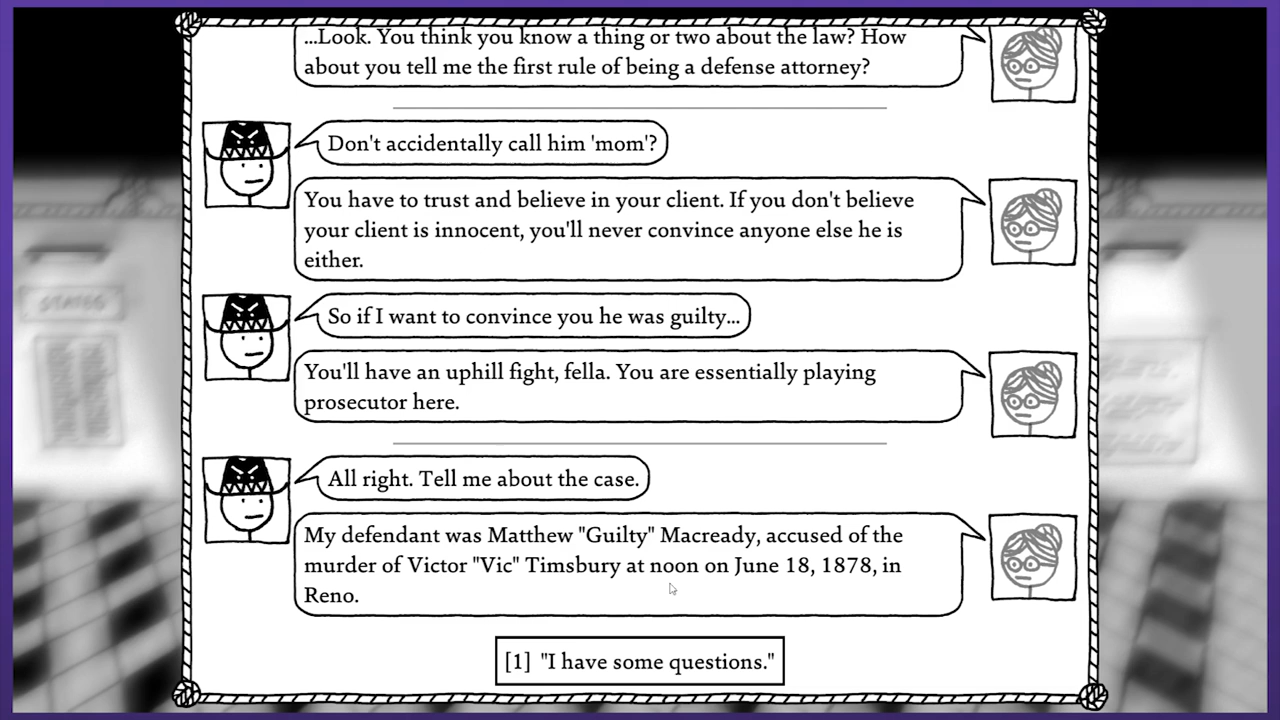 ...Look. You think you know a thing or two about the law? How
about you tell me the first rule of being a defense attorney?
Don't accidentally call him 'mom'?
You have to trust and believe in your client. If you don't believe
your client is innocent, you'll never convince anyone else he is
either.
So if I want to convince you he was guilty...
You'll have an uphill fight, fella. You are essentially playing
prosecutor here.
All right. Tell me about the case.
My defendant was Matthew "Guilty" Macready, accused of the
murder of Victor "Vic" Timsbury at noon on June 18, 1878, in
Reno.
[1] "I have some questions."